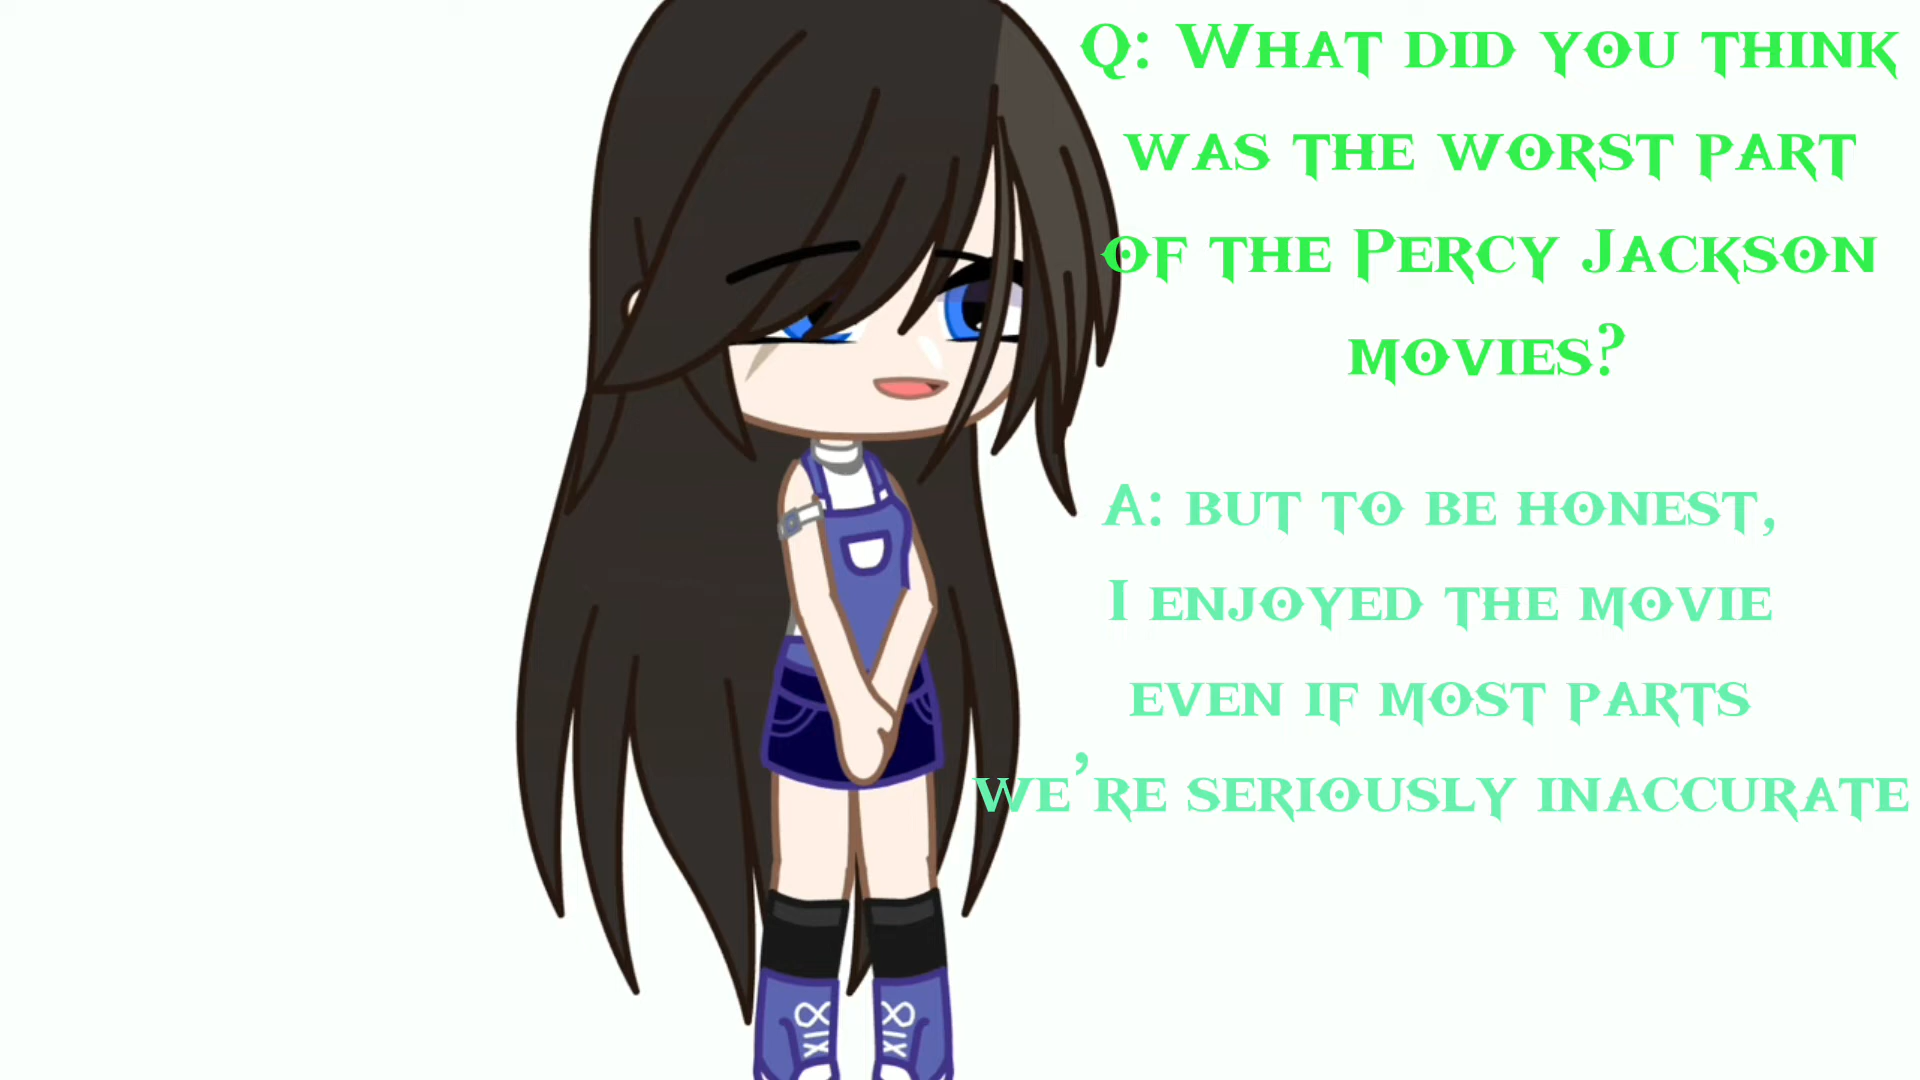 Q: What did you think
was the worst part
of the Percy Jackson
movies?
A: but to be honest,
I enjoyed the movie
even if most parts
we're seriously inaccurate